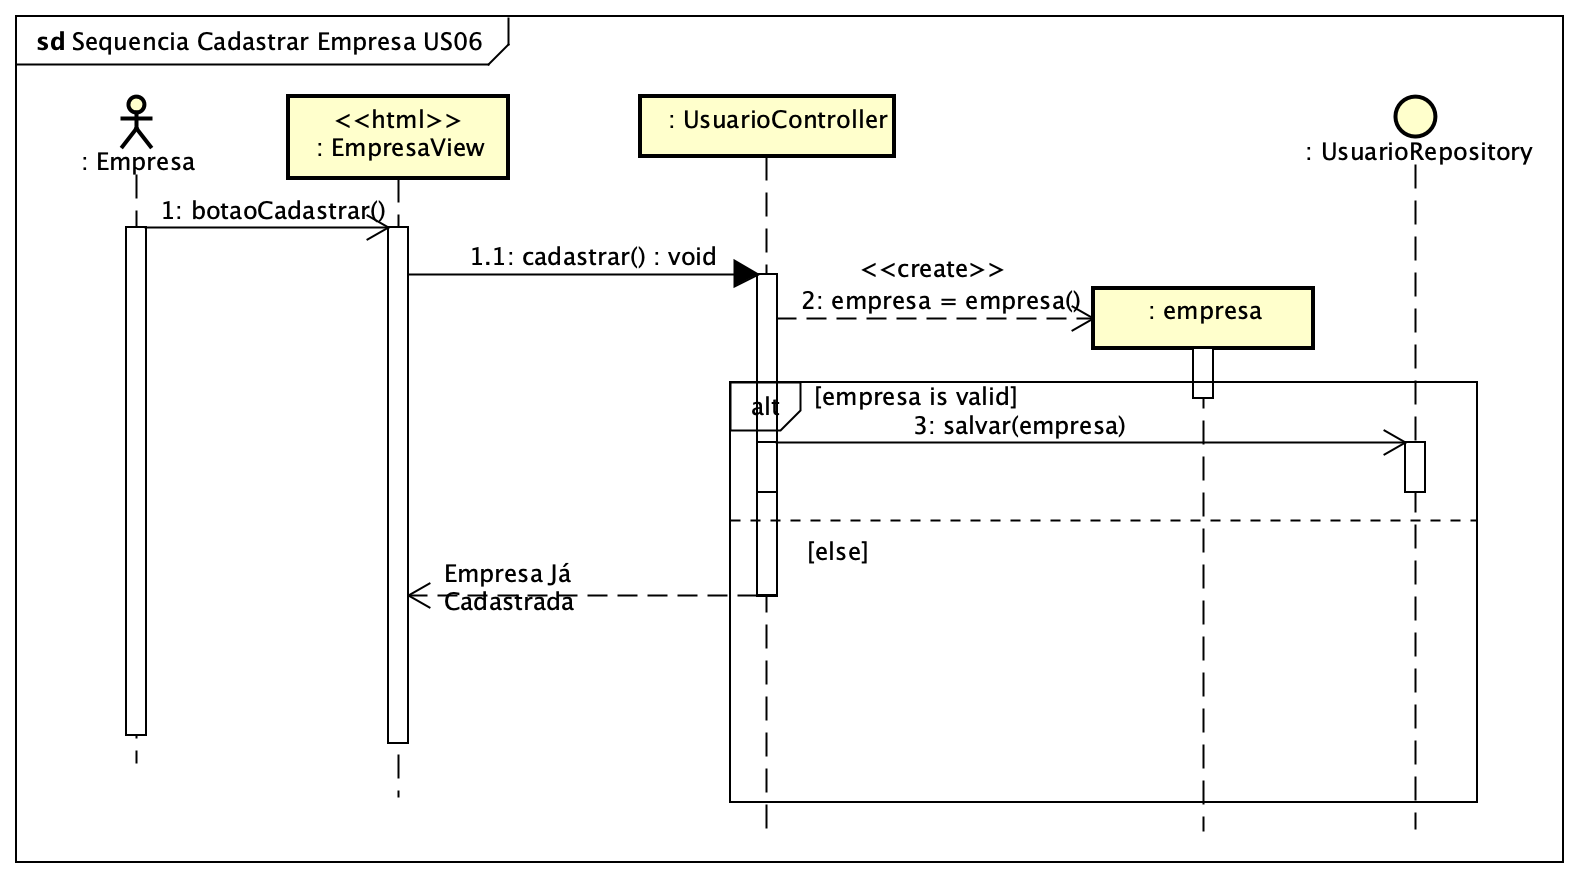 sd Sequencia Cadastrar Empresa US06
: Empresa
<<html>>
: EmpresaView
: UsuarioController
: UsuarioRepository
1: botaoCadastrar()
1.1: cadastrar() : void
<<create>>
2: empresa = empresa()
: empresa
alt
[empresa is valid]
3: salvar(empresa)
[else]
Empresa Já
Cadastrada